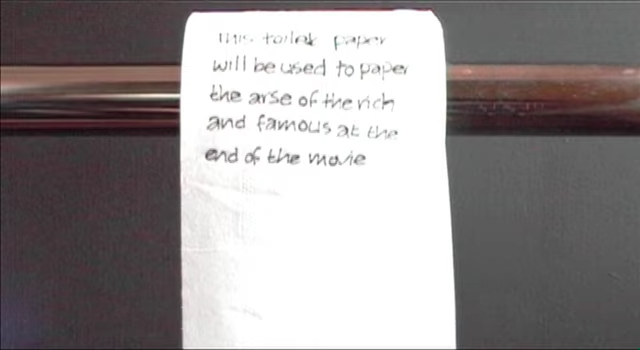 This toilet paper
will be used to paper
the arse of the rich
and famous at the
end of the movie